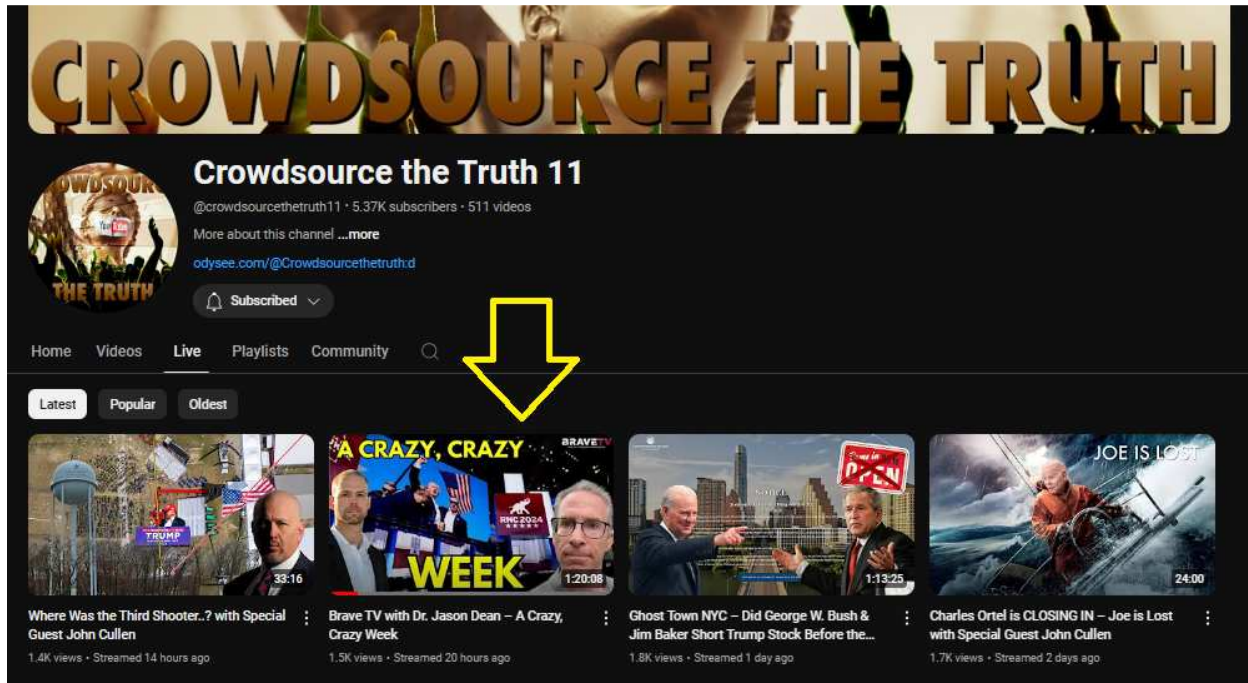 CROWDSOURCE THE TRUTH
Crowdsource the Truth 11
@crowdsourcethetruth11 • 5.37K subscribers • 511 videos
More about this channel ...more
odysee.com/@Crowdsourcethetruth:d
THE TRUTH
Subscribed
Home Videos Live Playlists Community
Latest Popular Oldest
TRUMP
33:16
A CRAZY, CRAZY
BRAVETV
RNC 2024
WEEK
1:20:08
OPEN
1:13:25
JOE IS LOST
24:00
Where Was the Third Shooter..? with Special
Guest John Cullen
1.4K views • Streamed 14 hours ago
Brave TV with Dr. Jason Dean – A Crazy,
Crazy Week
1.5K views • Streamed 20 hours ago
Ghost Town NYC – Did George W. Bush &
Jim Baker Short Trump Stock Before the...
1.8K views • Streamed 1 day ago
Charles Ortel is CLOSING IN – Joe is Lost
with Special Guest John Cullen
1.7K views • Streamed 2 days ago